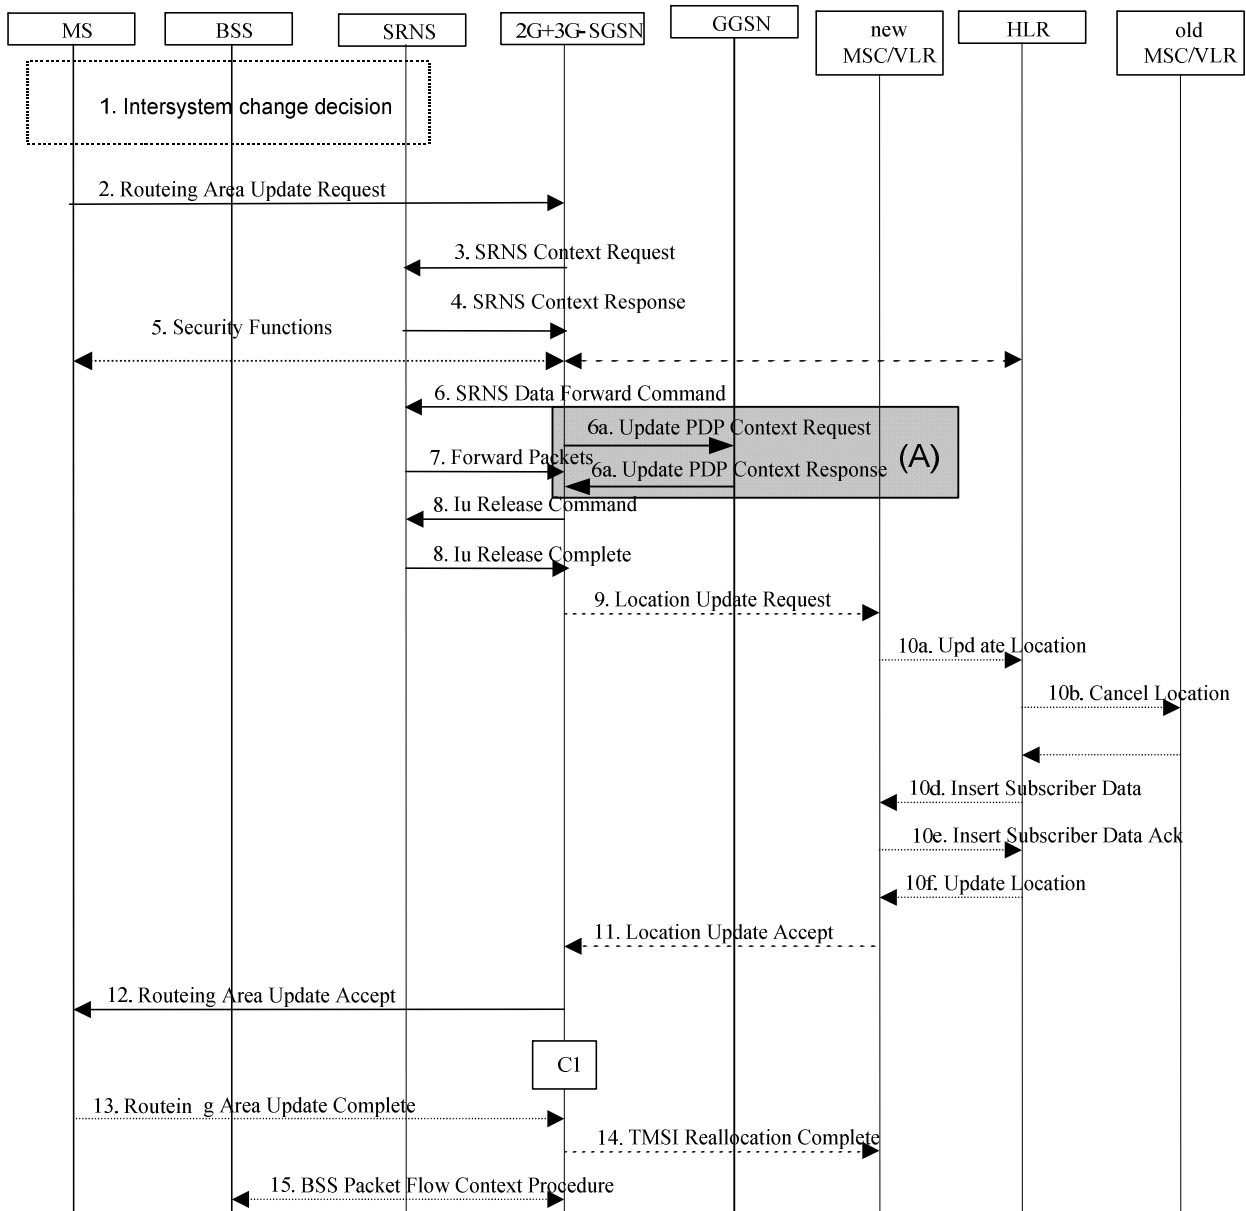 MS
BSS
SRNS
2G+3G-SGSN
GGSN
new
MSC/VLR
HLR
old
MSC/VLR
1. Intersystem change decision
2. Routeing Area Update Request
3. SRNS Context Request
4. SRNS Context Response
5. Security Functions
6. SRNS Data Forward Command
6a. Update PDP Context Request
(A)
7. Forward Packets
6a. Update PDP Context Response
8. Iu Release Command
8. Iu Release Complete
9. Location Update Request
10a. Upd ate Location
10b. Cancel Location
10d. Insert Subscriber Data
10e. Insert Subscriber Data Ack
10f. Update Location
11. Location Update Accept
12. Routeing Area Update Accept
C1
13. Routein g Area Update Complete
14. TMSI Reallocation Complete
15. BSS Packet Flow Context Procedure